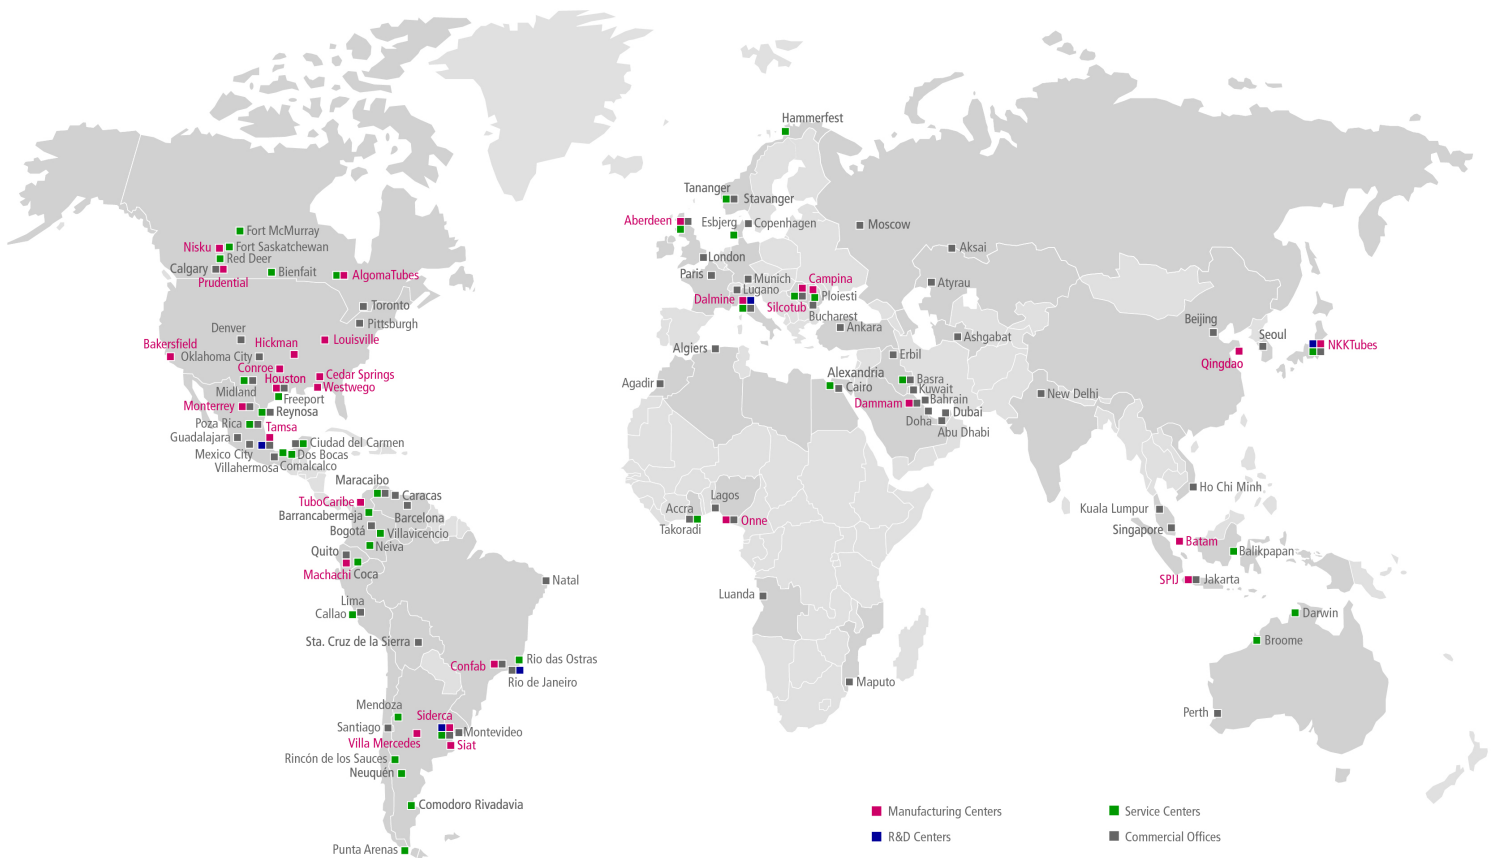 Hammerfest
Tananger
Stavanger
Aberdeen
Esbjerg
Copenhagen
Moscow
Fort McMurray
Nisku
Fort Saskatchewan
Aksai
Red Deer
London
Calgary
Bienfait
AlgomaTubes
Paris
Munich
Campina
Prudential
Atyrau
Lugano
Dalmine
Ploiesti
Silcotub
Toronto
Bucharest
Pittsburgh
Ankara
Beijing
Denver
Seoul
Louisville
Ashgabat
Bakersfield
Hickman
NKKTubes
Algiers
Oklahoma City
Erbil
Qingdao
Conroe
Alexandria
Houston
Cedar Springs
Basra
Agadir
Cairo
Westwego
Kuwait
Midland
New Delhi
Freeport
Bahrain
Monterrey
Dammam
Reynosa
Dubai
Doha
Poza Rica
Tamsa
Abu Dhabi
Guadalajara
Ciudad del Carmen
Mexico City
Dos Bocas
Villahermosa
Comalcalco
Maracaibo
Ho Chi Minh
Caracas
Lagos
TuboCaribe
Accra
Kuala Lumpur
Barrancabermeja
Barcelona
Onne
Takoradi
Bogotá
Villavicencio
Singapore
Batam
Neiva
Quito
Balikpapan
Machachi
Coca
SPIJ
Jakarta
Natal
Luanda
Lima
Callao
Darwin
Sta. Cruz de la Sierra
Broome
Rio das Ostras
Confab
Rio de Janeiro
Maputo
Mendoza
Siderca
Perth
Santiago
Montevideo
Villa Mercedes
Siat
Rincón de los Sauces
Neuquén
Comodoro Rivadavia
Manufacturing Centers
Service Centers
R&D Centers
Commercial Offices
Punta Arenas